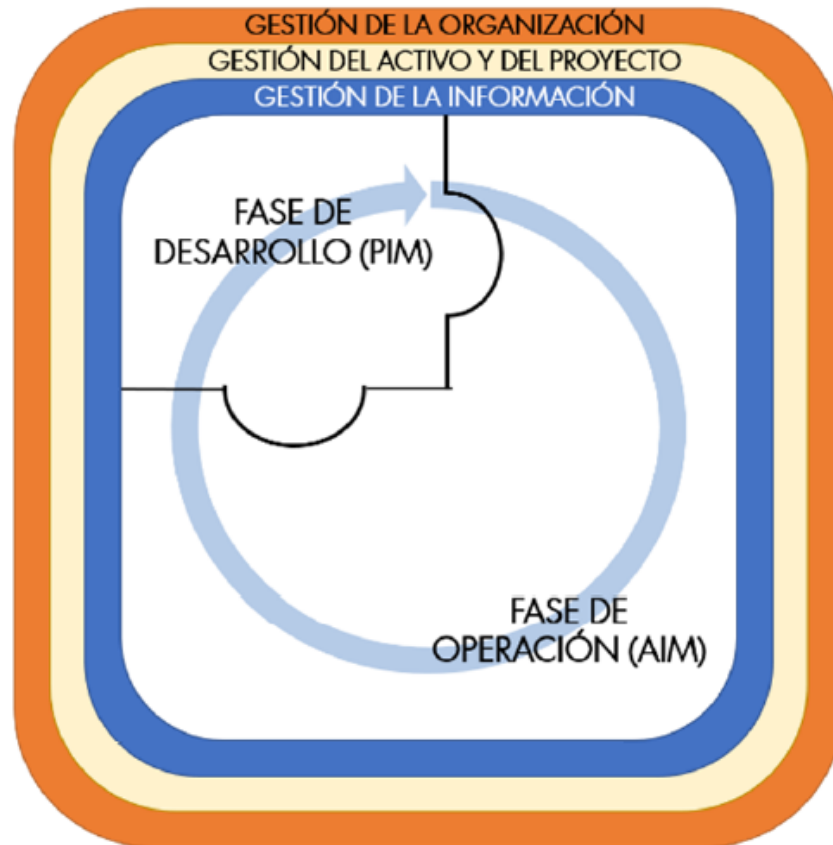 GESTIÓN DE LA ORGANIZACIÓN
GESTIÓN DEL ACTIVO Y DEL PROYECTO
GESTIÓN DE LA INFORMACIÓN
FASE DE
DESARROLLO (PIM)
FASE DE
OPERACIÓN (AIM)